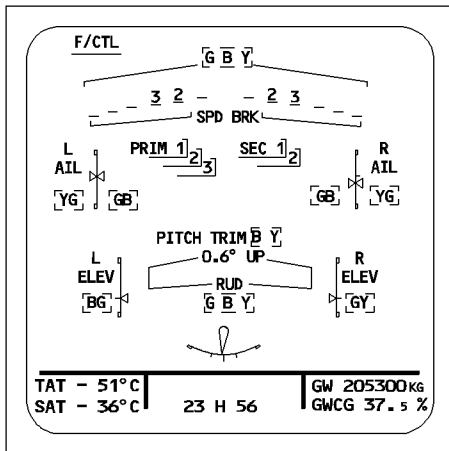 F/CTL
G B Y
3 2 2 3
SPD BRK
L R
PRIM 1 SEC 1
AIL 2 2 AIL
3
YG GB GB YG
PITCH TRIM B Y
L 0.6° UP R
ELEV RUD ELEV
BG G B Y GY
TAT - 51°C GW 205300 KG
SAT - 36°C 23 H 56 GWCG 37.5 %